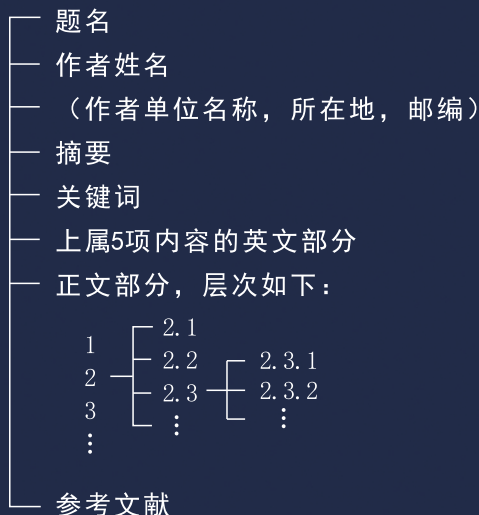 题名
作者姓名
（作者单位名称，所在地，邮编）
摘要
关键词
上属5项内容的英文部分
正文部分，层次如下：
2.1
1
2.2 2.3.1
2
2.3 2.3.2
3
⋮ ⋮
⋮
参考文献